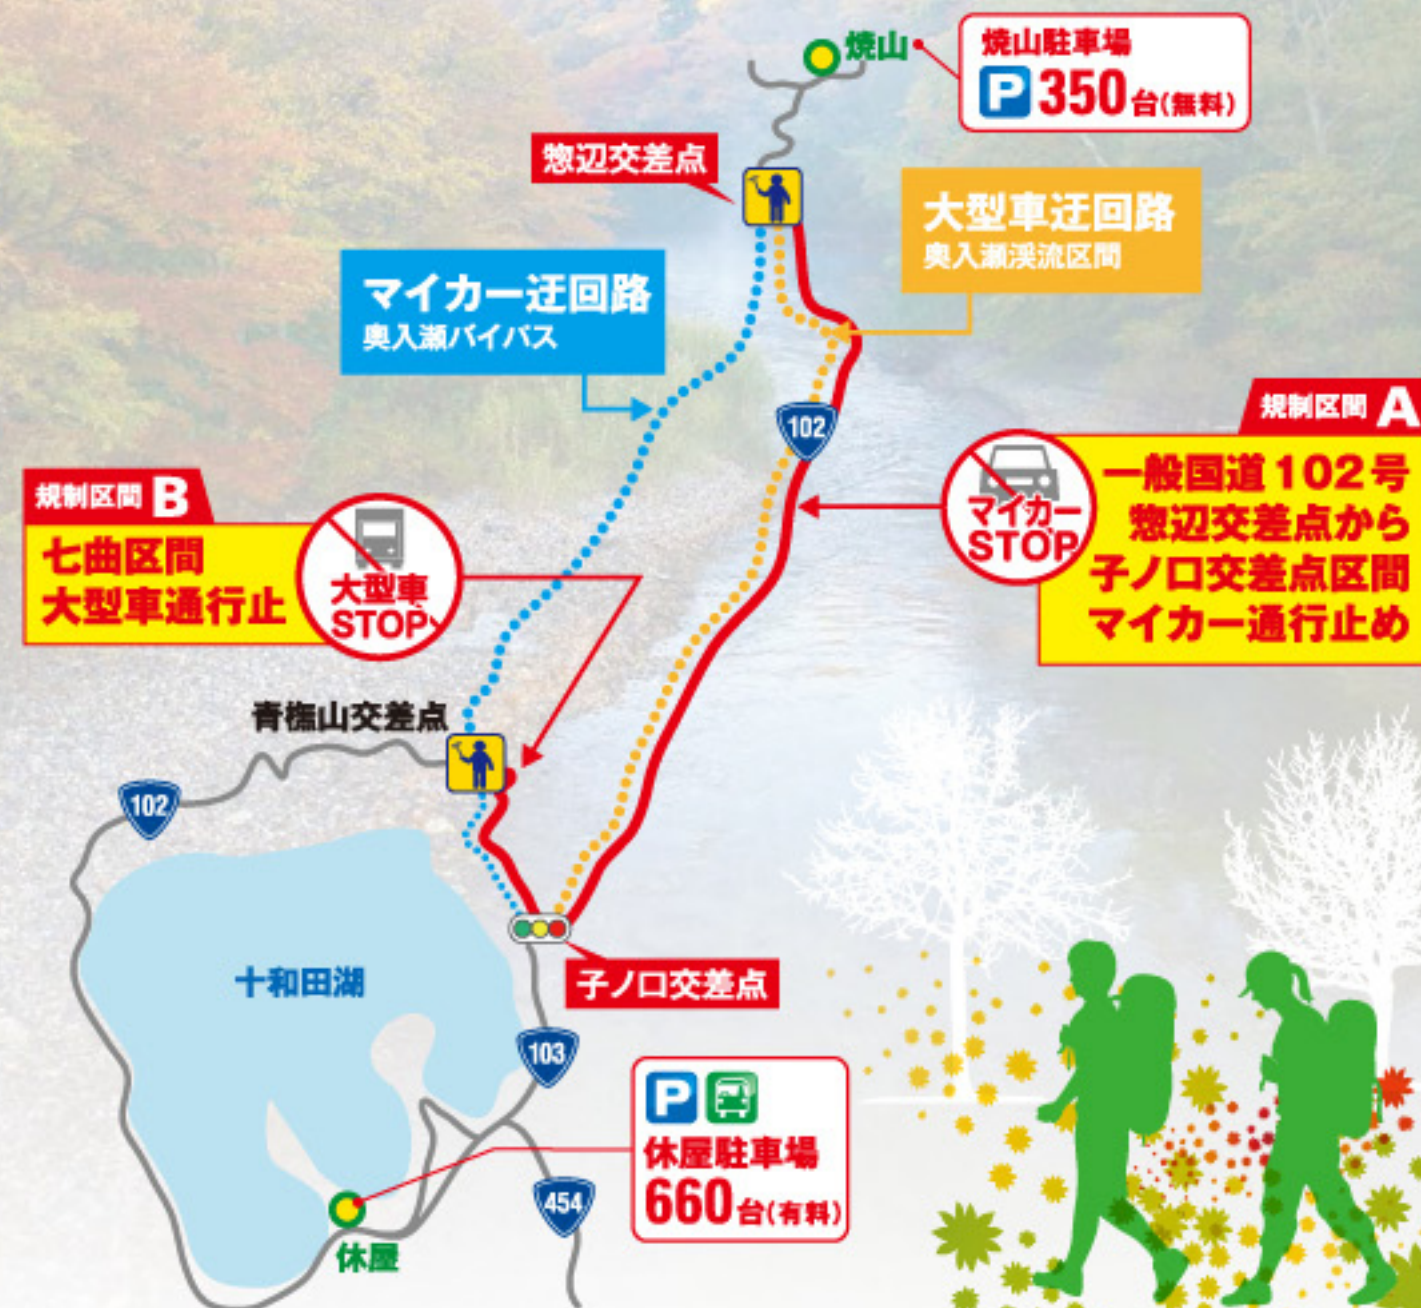 焼山
焼山駐車場
P 350台(無料)
惣辺交差点
大型車迂回路
奥入瀬渓流区間
マイカー迂回路
奥入瀬バイパス
102
規制区間 A
マイカー
STOP
一般国道102号
惣辺交差点から
子ノ口交差点区間
マイカー通行止め
規制区間 B
七曲区間
大型車通行止
大型車
STOP
青橅山交差点
102
十和田湖
子ノ口交差点
103
P
休屋駐車場
660台(有料)
454
休屋